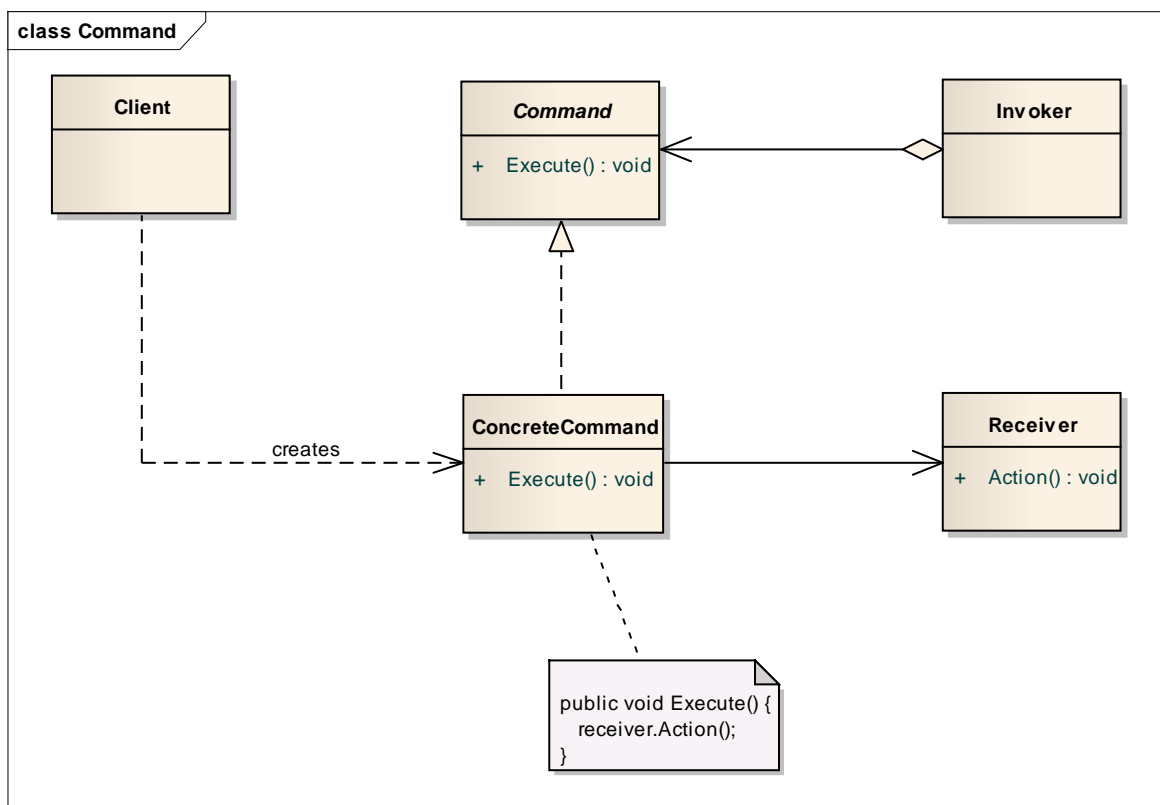 class Command
Client
Command
+ Execute() : void
Invoker
creates
ConcreteCommand
+ Execute() : void
Receiver
+ Action() : void
public void Execute() {
receiver.Action();
}